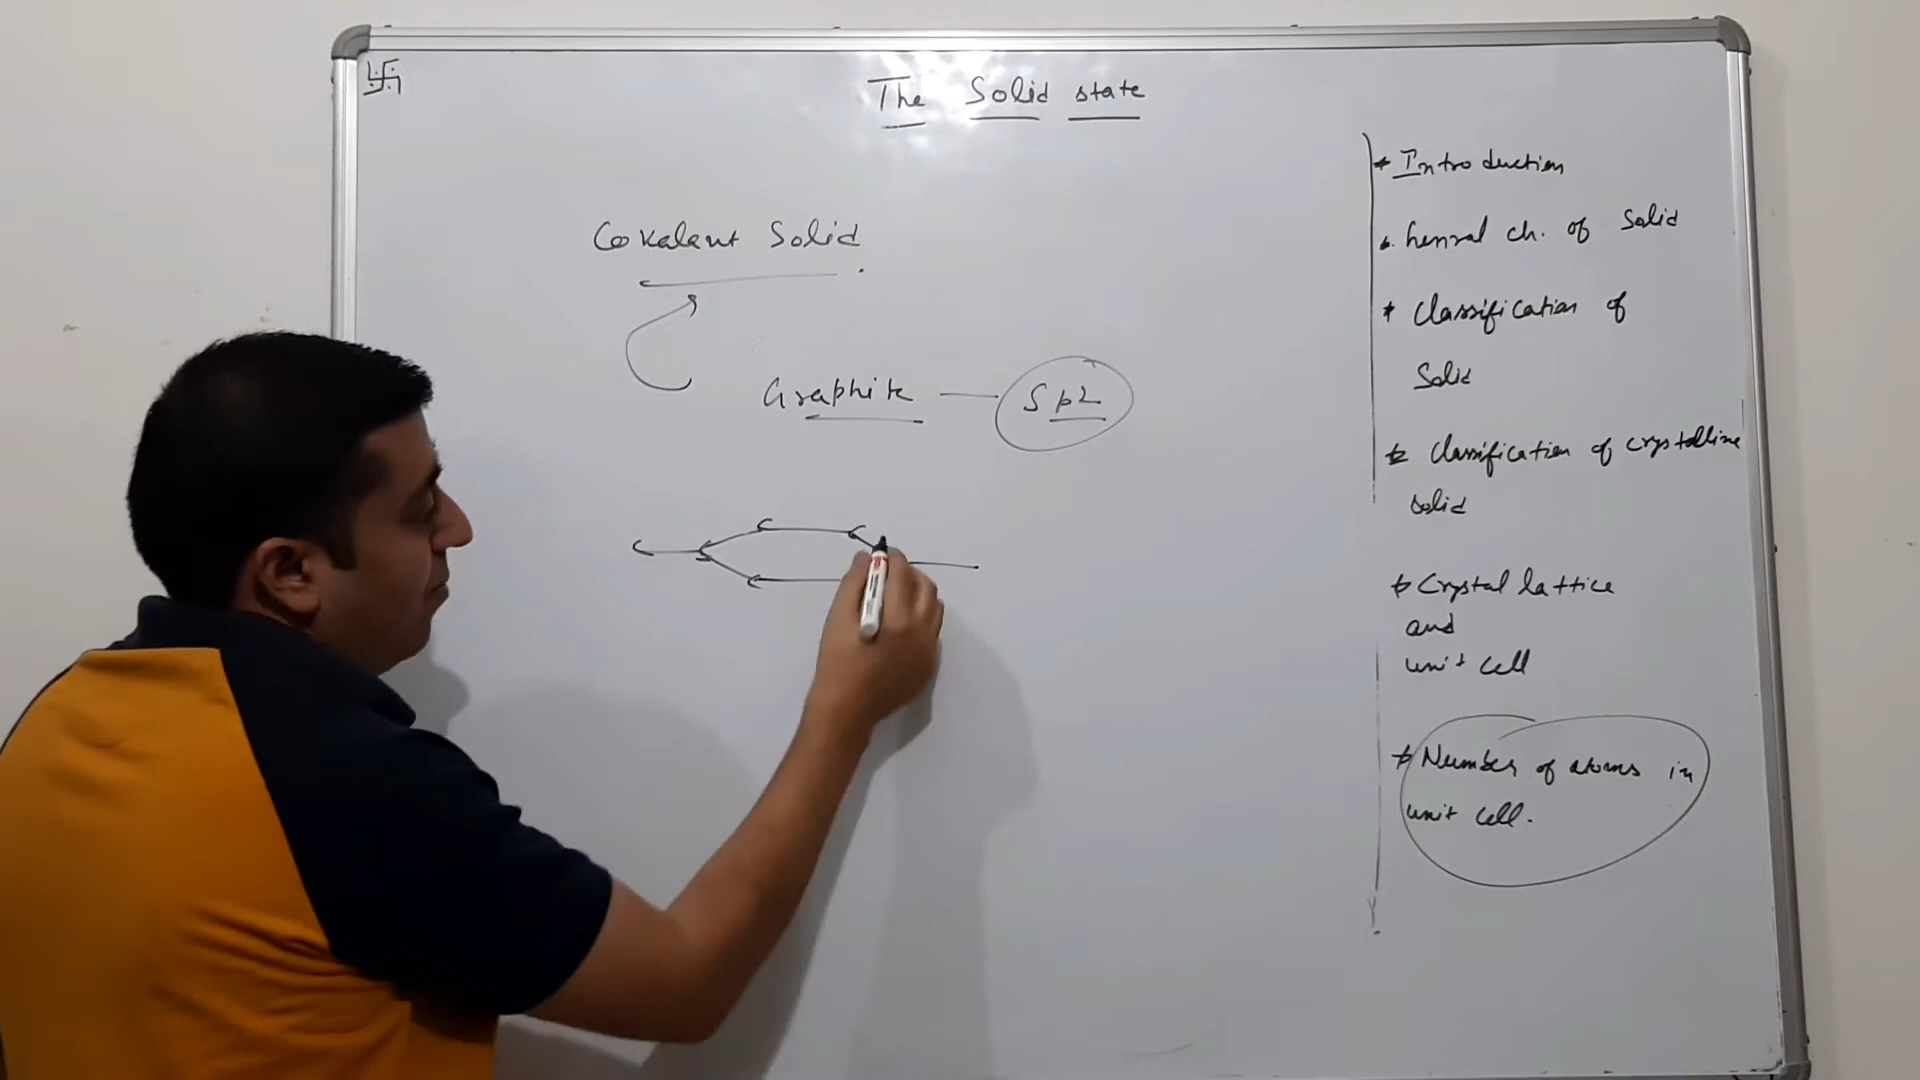 The Solid state
Covalent Solid
Graphite — Sp2
C C C
C C
* Introduction
. Genral ch. of Solid
* Classification of
Solid
* Classification of crystalline
solid
* Crystal lattice
and
unit cell
* Number of atoms in
unit cell.